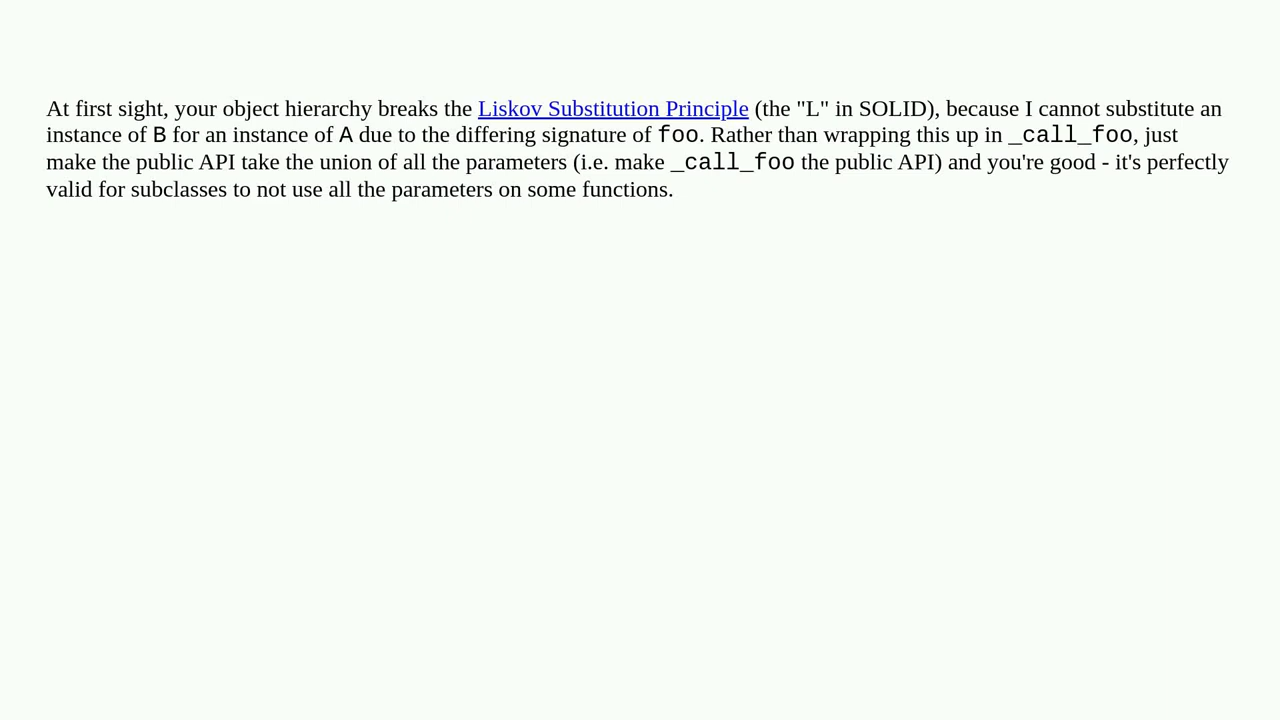 At first sight, your object hierarchy breaks the Liskov Substitution Principle (the "L" in SOLID), because I cannot substitute an
instance of B for an instance of A due to the differing signature of foo. Rather than wrapping this up in _call_foo, just
make the public API take the union of all the parameters (i.e. make _call_foo the public API) and you're good - it's perfectly
valid for subclasses to not use all the parameters on some functions.